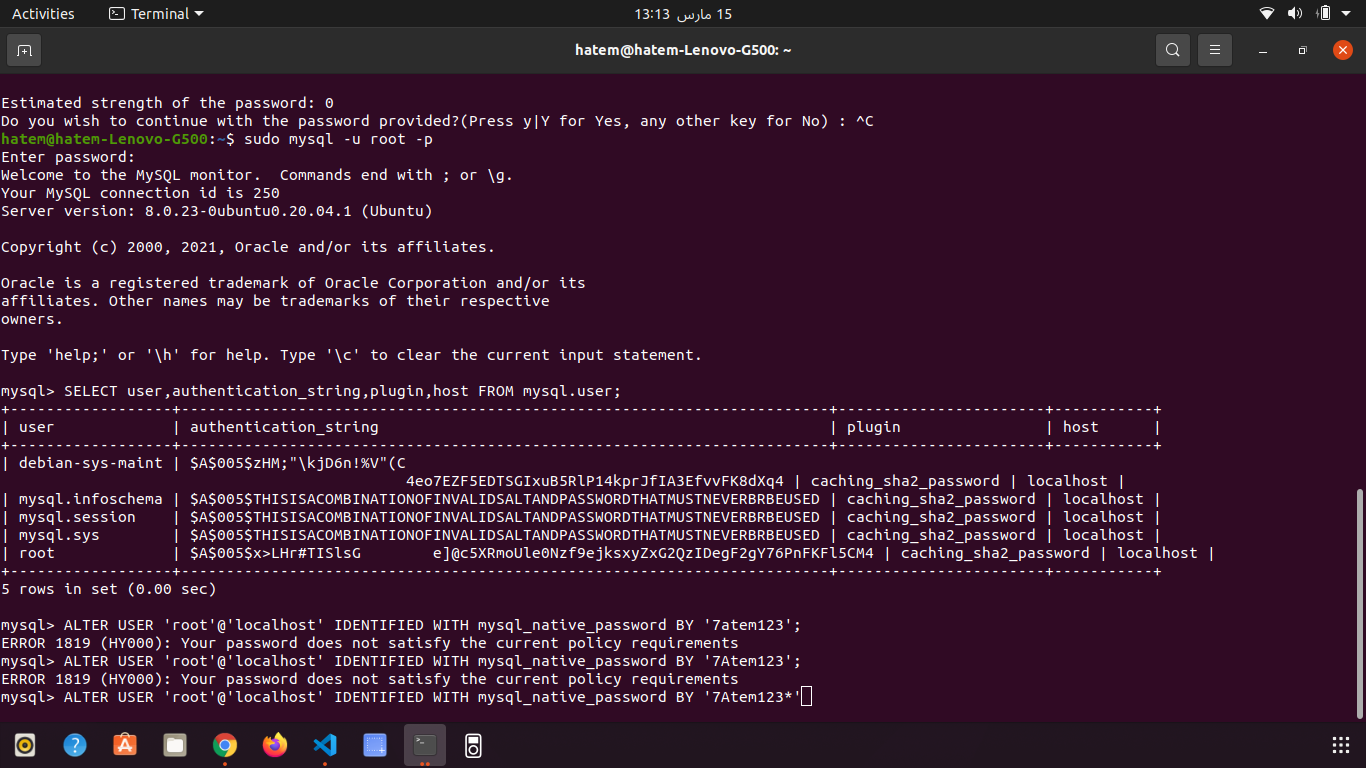 Activities
Terminal
15 مارس 13:13
hatem@hatem-Lenovo-G500: ~
Estimated strength of the password: 0
Do you wish to continue with the password provided?(Press y|Y for Yes, any other key for No) : ^C
hatem@hatem-Lenovo-G500:~$ sudo mysql -u root -p
Enter password:
Welcome to the MySQL monitor.  Commands end with ; or \g.
Your MySQL connection id is 250
Server version: 8.0.23-0ubuntu0.20.04.1 (Ubuntu)
Copyright (c) 2000, 2021, Oracle and/or its affiliates.
Oracle is a registered trademark of Oracle Corporation and/or its
affiliates. Other names may be trademarks of their respective
owners.
Type 'help;' or '\h' for help. Type '\c' to clear the current input statement.
mysql> SELECT user,authentication_string,plugin,host FROM mysql.user;
+------------------+------------------------------------------------------------------------+-----------------------+-----------+
| user             | authentication_string                                                  | plugin                | host      |
+------------------+------------------------------------------------------------------------+-----------------------+-----------+
| debian-sys-maint | $A$005$zHM;"\kjD6n!%V"(C
4eo7EZF5EDTSGIxuB5RlP14kprJfIA3EfvvFK8dXq4 | caching_sha2_password | localhost |
| mysql.infoschema | $A$005$THISISACOMBINATIONOFINVALIDSALTANDPASSWORDTHATMUSTNEVERBRBEUSED | caching_sha2_password | localhost |
| mysql.session    | $A$005$THISISACOMBINATIONOFINVALIDSALTANDPASSWORDTHATMUSTNEVERBRBEUSED | caching_sha2_password | localhost |
| mysql.sys        | $A$005$THISISACOMBINATIONOFINVALIDSALTANDPASSWORDTHATMUSTNEVERBRBEUSED | caching_sha2_password | localhost |
| root             | $A$005$x>LHr#TISlsG        e]@c5XRmoUle0Nzf9ejksxyZxG2QzIDegF2gY76PnFKFl5CM4 | caching_sha2_password | localhost |
+------------------+------------------------------------------------------------------------+-----------------------+-----------+
5 rows in set (0.00 sec)
mysql> ALTER USER 'root'@'localhost' IDENTIFIED WITH mysql_native_password BY '7atem123';
ERROR 1819 (HY000): Your password does not satisfy the current policy requirements
mysql> ALTER USER 'root'@'localhost' IDENTIFIED WITH mysql_native_password BY '7Atem123';
ERROR 1819 (HY000): Your password does not satisfy the current policy requirements
mysql> ALTER USER 'root'@'localhost' IDENTIFIED WITH mysql_native_password BY '7Atem123*'